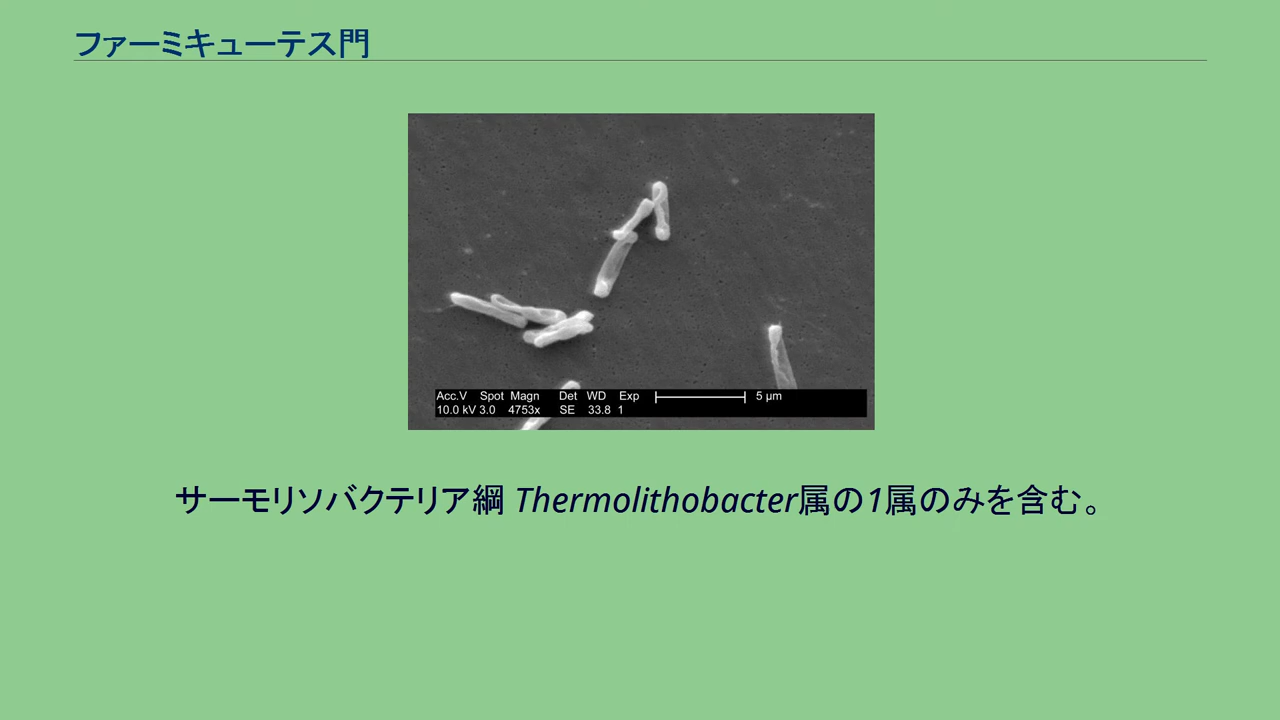 ファーミキューテス門
Acc.V Spot Magn Det WD Exp 5 µm
10.0 kV 3.0 4753x SE 33.8 1
サーモリソバクテリア綱 Thermolithobacter属の1属のみを含む。